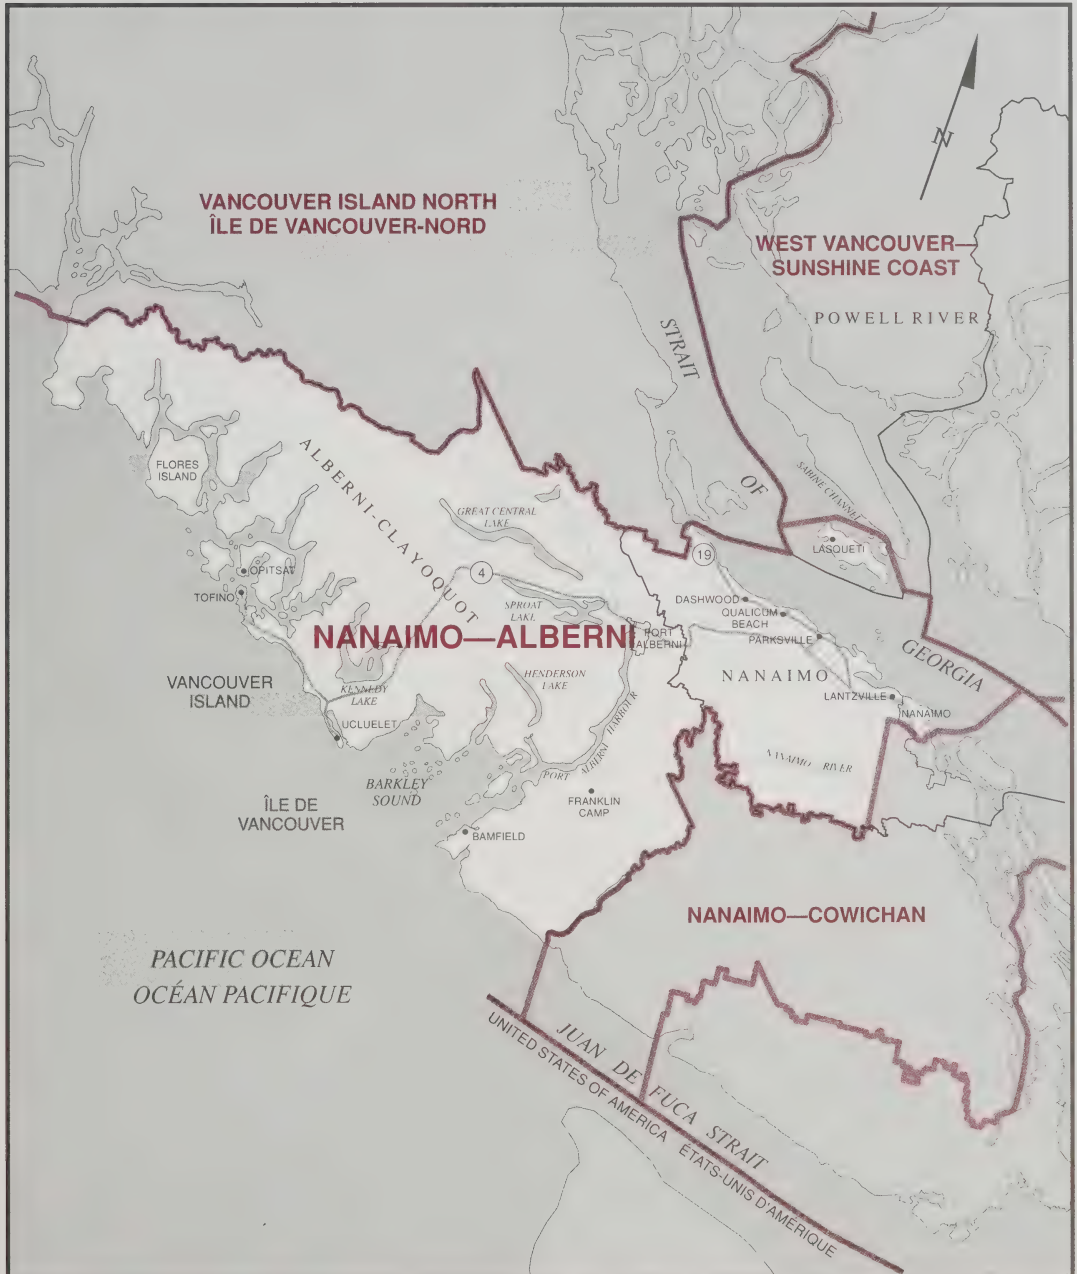 N
VANCOUVER ISLAND NORTH
ÎLE DE VANCOUVER-NORD
WEST VANCOUVER—
SUNSHINE COAST
POWELL RIVER
STRAIT
OF
GEORGIA
SABINE CHANNEL
LASQUETI
ALBERNI-CLAYOQUOT
FLORES
ISLAND
GREAT CENTRAL
LAKE
19
4
OPITSAT
TOFINO
SPROAT
LAKE
DASHWOOD
QUALICUM
BEACH
PARKSVILLE
NANAIMO—ALBERNI
PORT
ALBERNI
NANAIMO
LANTZVILLE
NANAIMO
VANCOUVER
ISLAND
KENNEDY
LAKE
HENDERSON
LAKE
UCLUELET
PORT ALBERNI HARBOUR
NANAIMO RIVER
BARKLEY
SOUND
ÎLE DE
VANCOUVER
FRANKLIN
CAMP
BAMFIELD
NANAIMO—COWICHAN
PACIFIC OCEAN
OCÉAN PACIFIQUE
JUAN DE FUCA STRAIT
UNITED STATES OF AMERICA ÉTATS-UNIS D'AMÉRIQUE